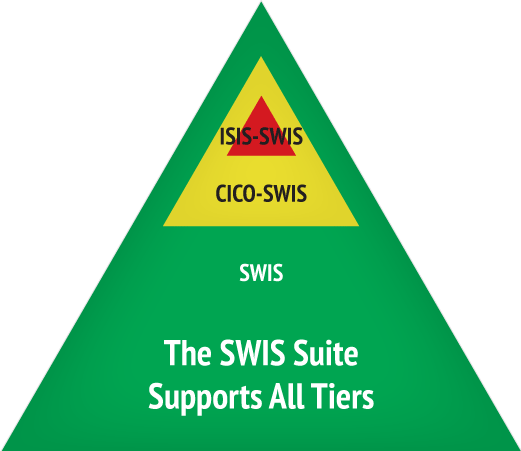 ISIS-SWIS
CICO-SWIS
SWIS
The SWIS Suite
Supports All Tiers